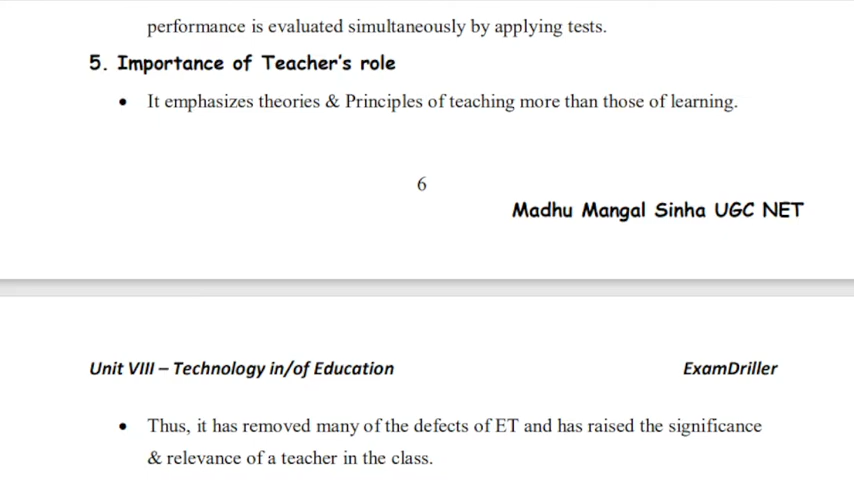 performance is evaluated simultaneously by applying tests.
5. Importance of Teacher's role
• It emphasizes theories & Principles of teaching more than those of learning.
6
Madhu Mangal Sinha UGC NET
Unit VIII – Technology in/of Education ExamDriller
• Thus, it has removed many of the defects of ET and has raised the significance
& relevance of a teacher in the class.